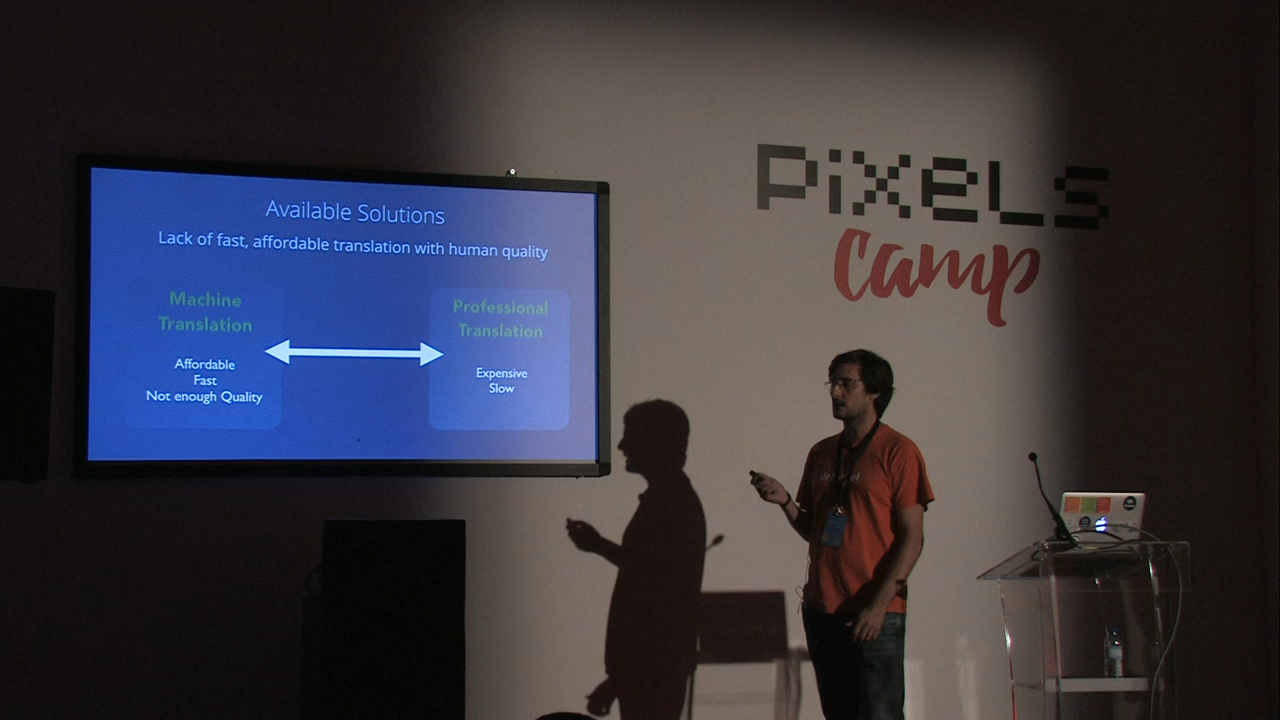 Available Solutions
Lack of fast, affordable translation with human quality
Machine
Translation
Affordable
Fast
Not enough Quality
Professional
Translation
Expensive
Slow
PiXELS
camp